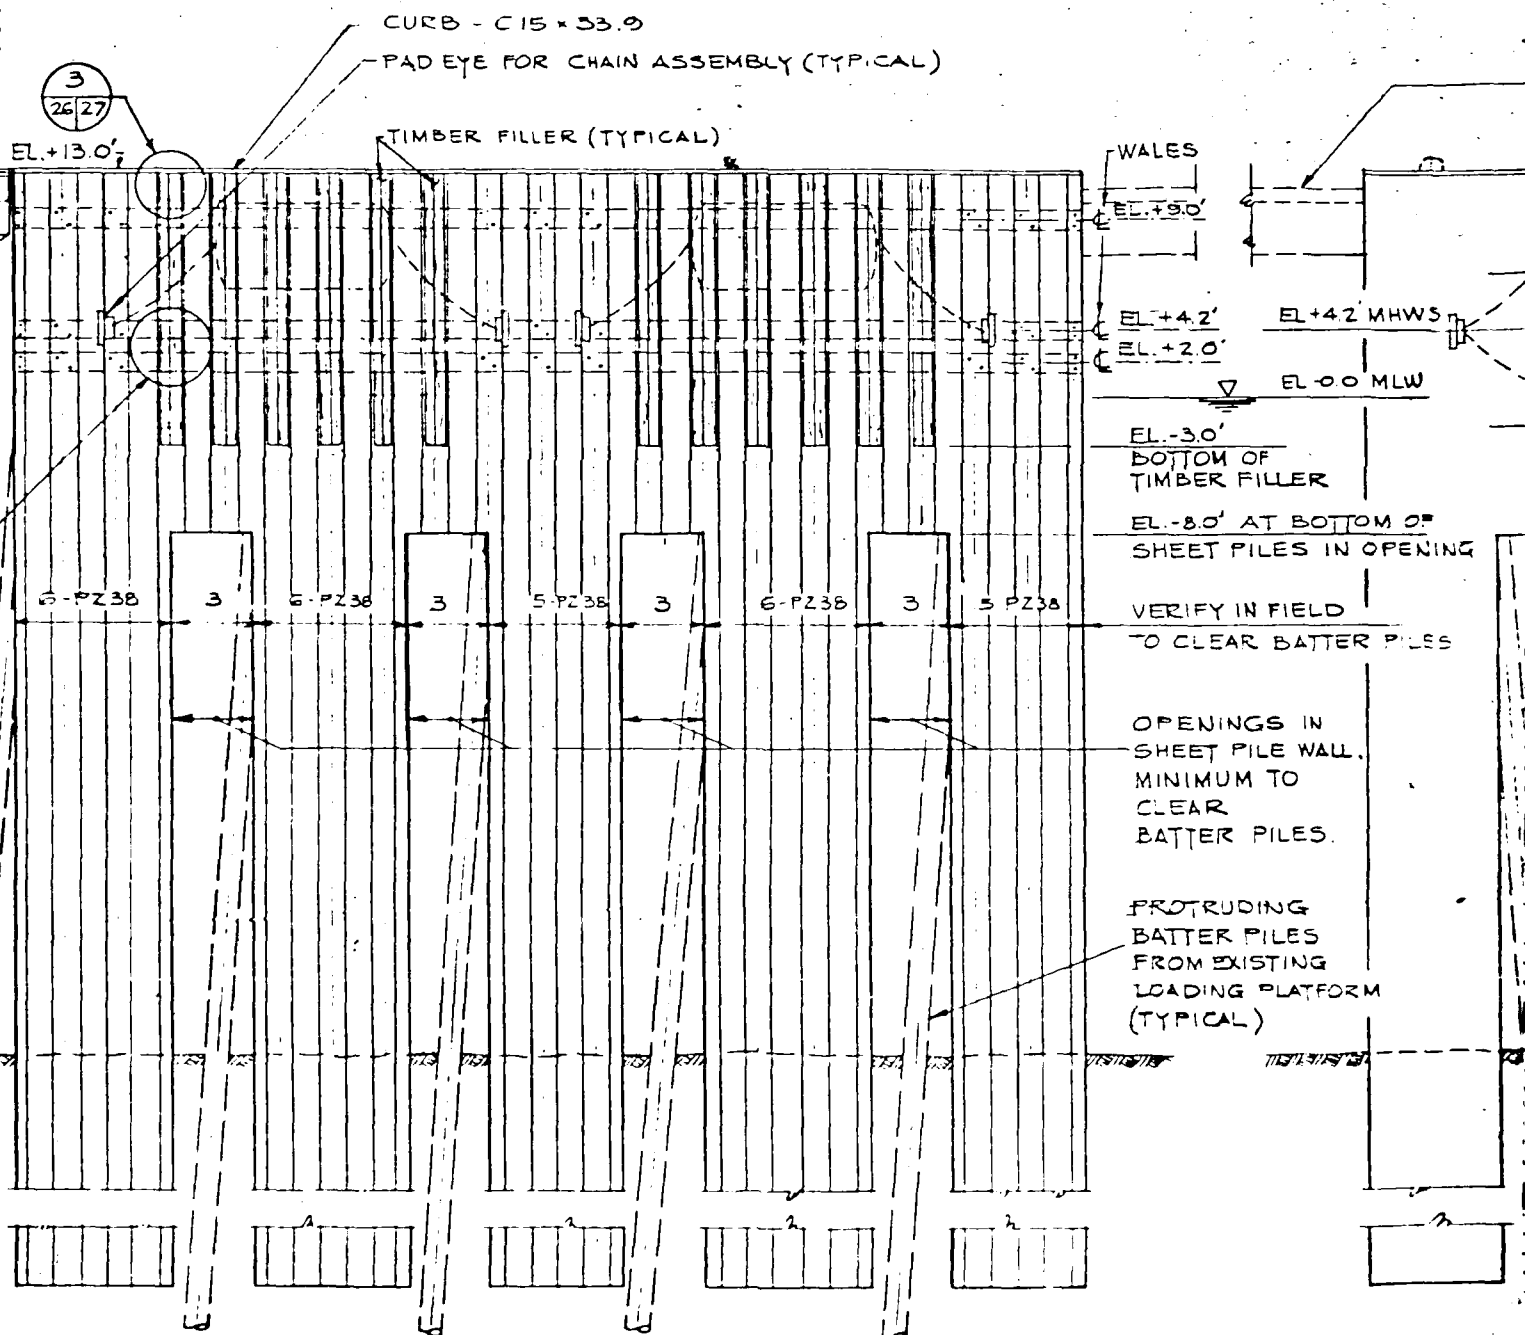 CURB - C 15 x 33.9
PAD EYE FOR CHAIN ASSEMBLY (TYPICAL)
3
26 27
EL. +13.0'
TIMBER FILLER (TYPICAL)
WALES
EL. +9.0'
EL. +4.2'
EL +4.2 MHWS
EL. +2.0'
EL -0.0 MLW
EL. -3.0'
BOTTOM OF
TIMBER FILLER
EL. -8.0' AT BOTTOM OF
SHEET PILES IN OPENING
6-PZ38 3 6-PZ38 3 5-PZ38 3 6-PZ38 3 5 PZ38
VERIFY IN FIELD
TO CLEAR BATTER PILES
OPENINGS IN
SHEET PILE WALL.
MINIMUM TO
CLEAR
BATTER PILES.
PROTRUDING
BATTER PILES
FROM EXISTING
LOADING PLATFORM
(TYPICAL)